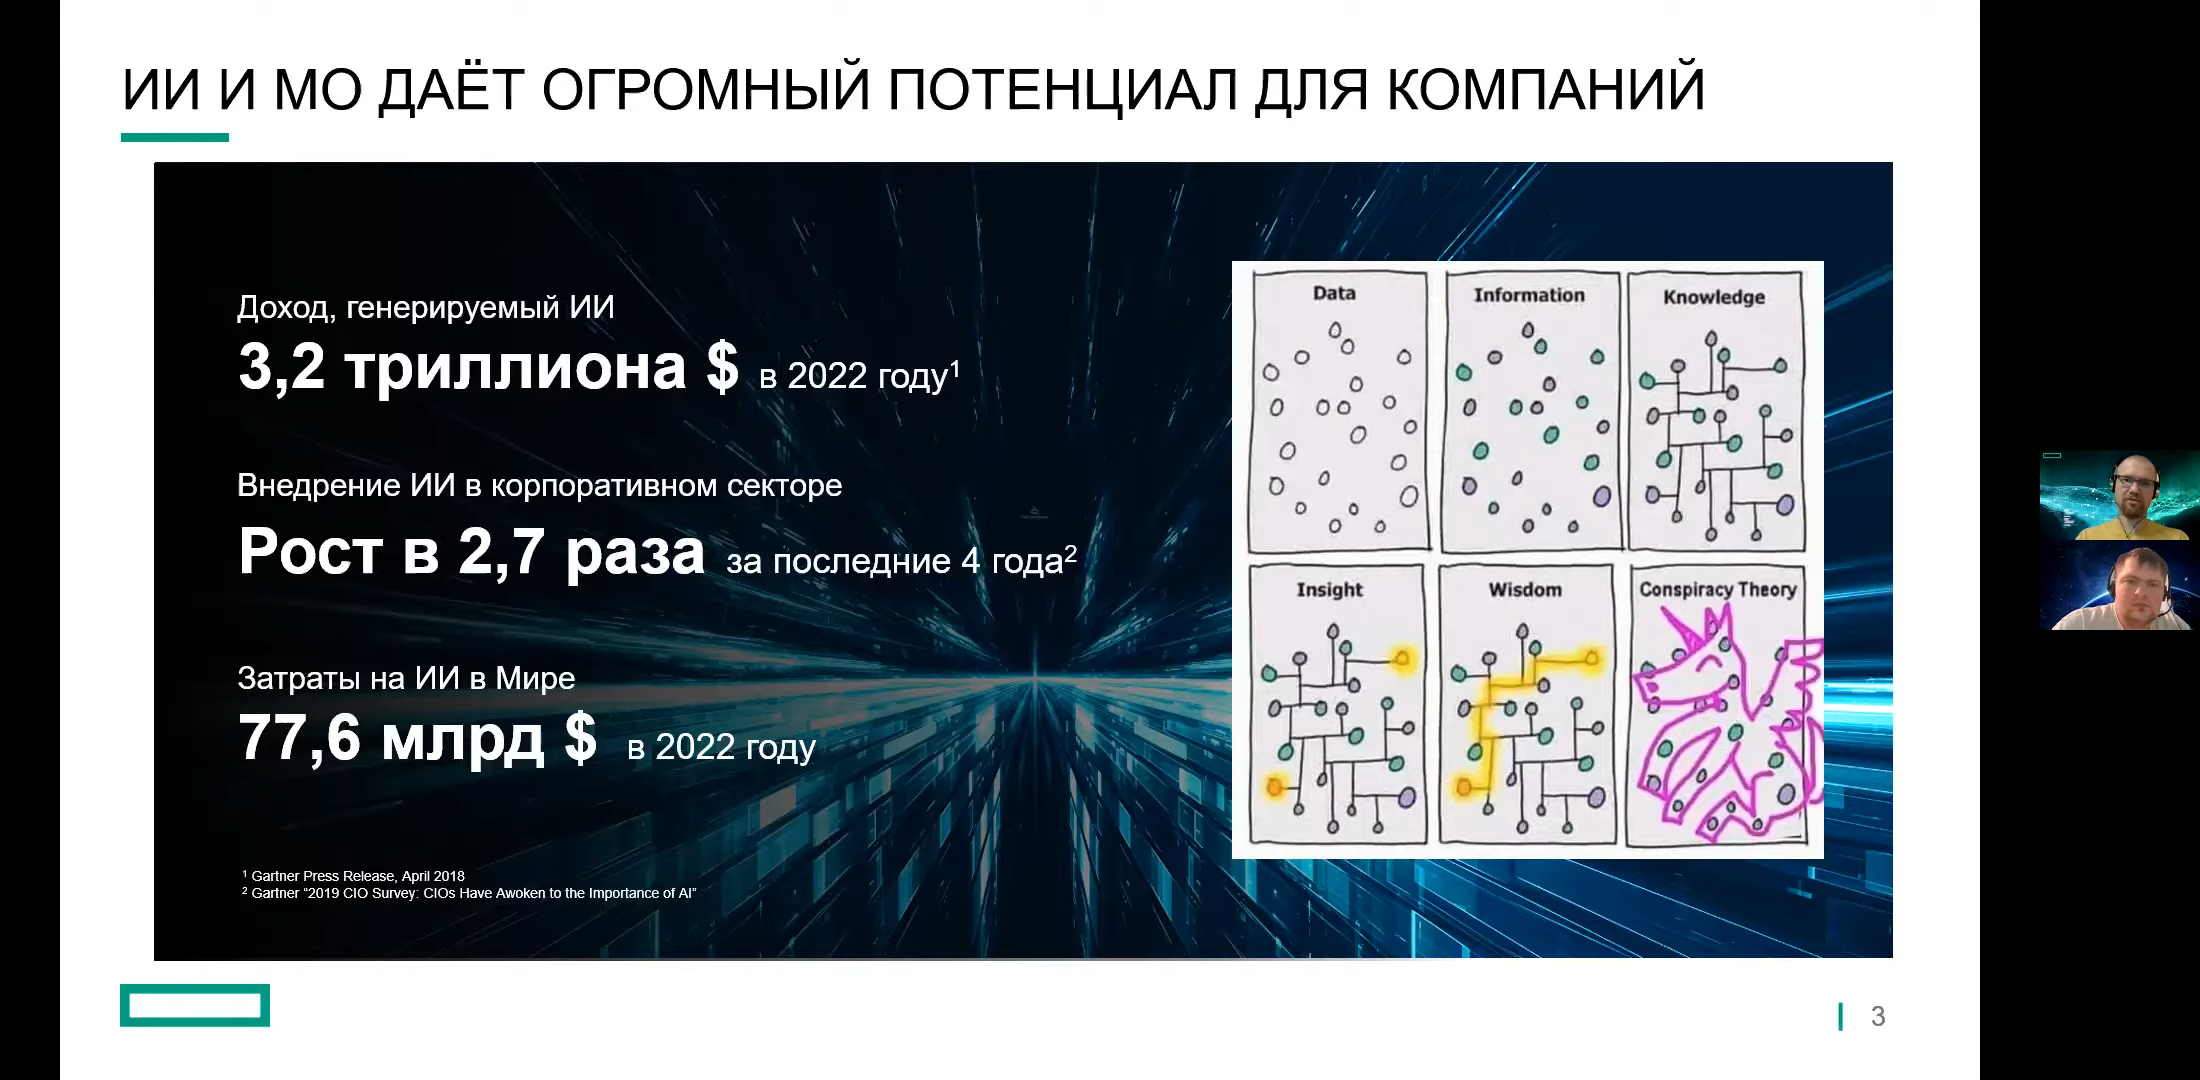 ИИ И МО ДАЁТ ОГРОМНЫЙ ПОТЕНЦИАЛ ДЛЯ КОМПАНИЙ
Доход, генерируемый ИИ
3,2 триллиона $ в 2022 году¹
Внедрение ИИ в корпоративном секторе
Рост в 2,7 раза за последние 4 года²
Затраты на ИИ в Мире
77,6 млрд $ в 2022 году
¹ Gartner Press Release, April 2018
² Gartner “2019 CIO Survey: CIOs Have Awoken to the Importance of AI”
Data
Information
Knowledge
Insight
Wisdom
Conspiracy Theory
3